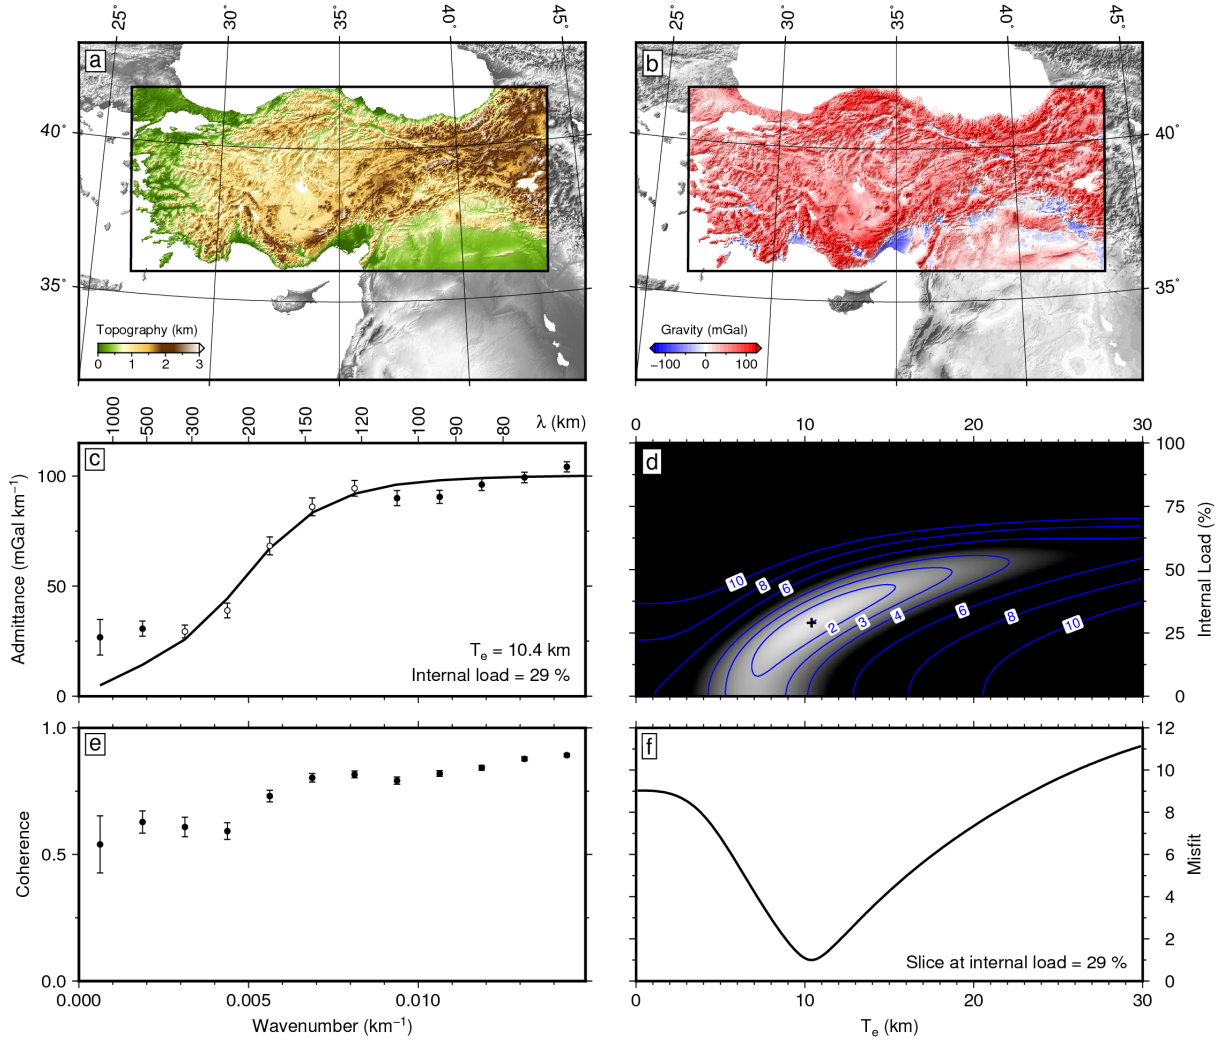 25° 30° 35° 40° 45° 25° 30° 35° 40° 45°
a b
40° 40°
35° 35°
Topography (km) Gravity (mGal)
0 1 2 3 −100 0 100
1000 500 300 200 150 120 100 90 80 λ (km) 0 10 20 30
c d
100 100
75
50 50
25
0 0
Admittance (mGal km−1)
Internal Load (%)
Te = 10.4 km
Internal load = 29 %
10 8 6 2 3 4 6 8 10
e f
1.0 12
10
8
0.5 6
4
2
0.0 0
Coherence
Misfit
Slice at internal load = 29 %
0.000 0.005 0.010 0 10 20 30
Wavenumber (km−1) Te (km)